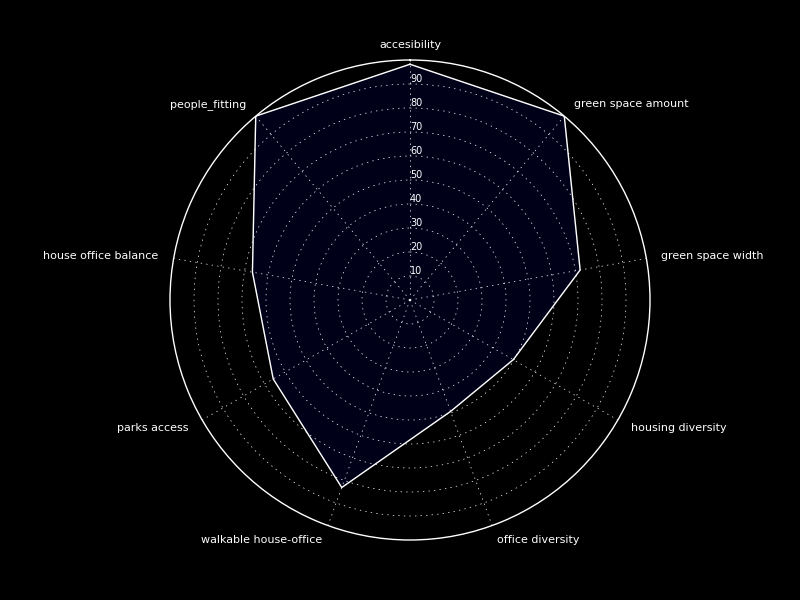 accesibility
people_fitting
green space amount
90
80
70
60
50
40
30
20
10
house office balance
green space width
parks access
housing diversity
walkable house-office
office diversity